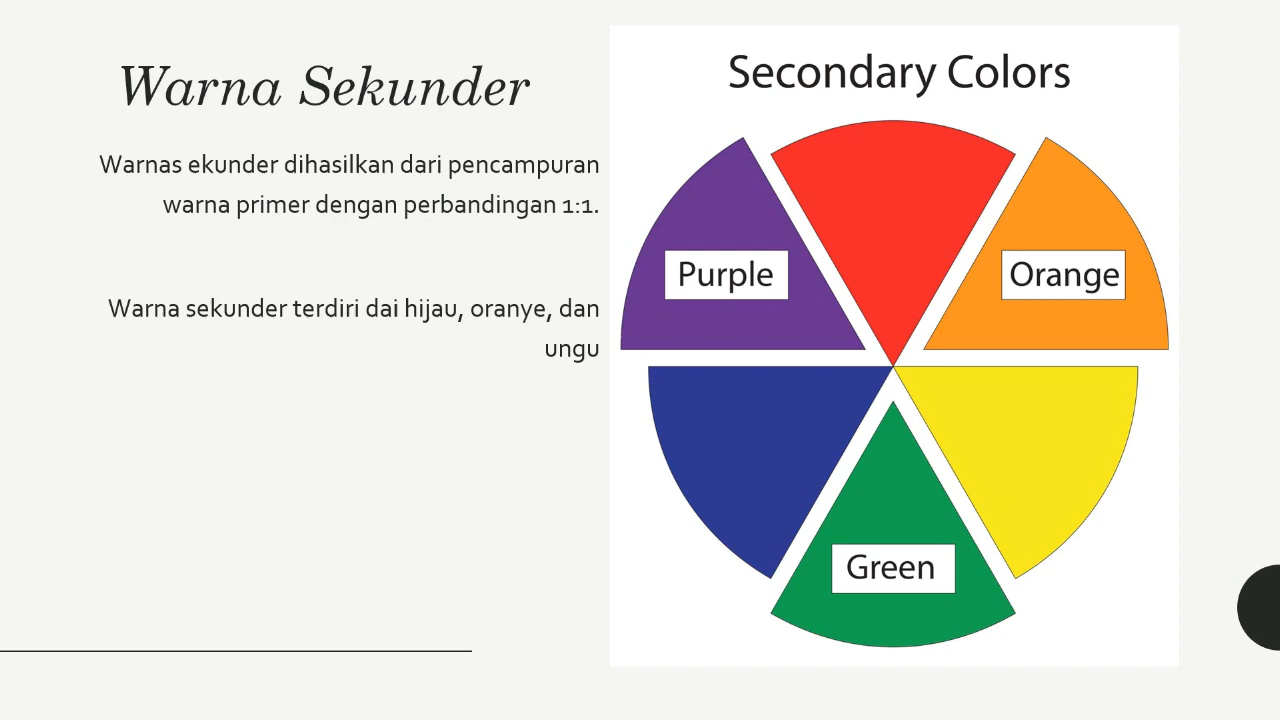 Warna Sekunder
Warnas ekunder dihasilkan dari pencampuran
warna primer dengan perbandingan 1:1.
Warna sekunder terdiri dai hijau, oranye, dan
ungu
Secondary Colors
Purple
Orange
Green